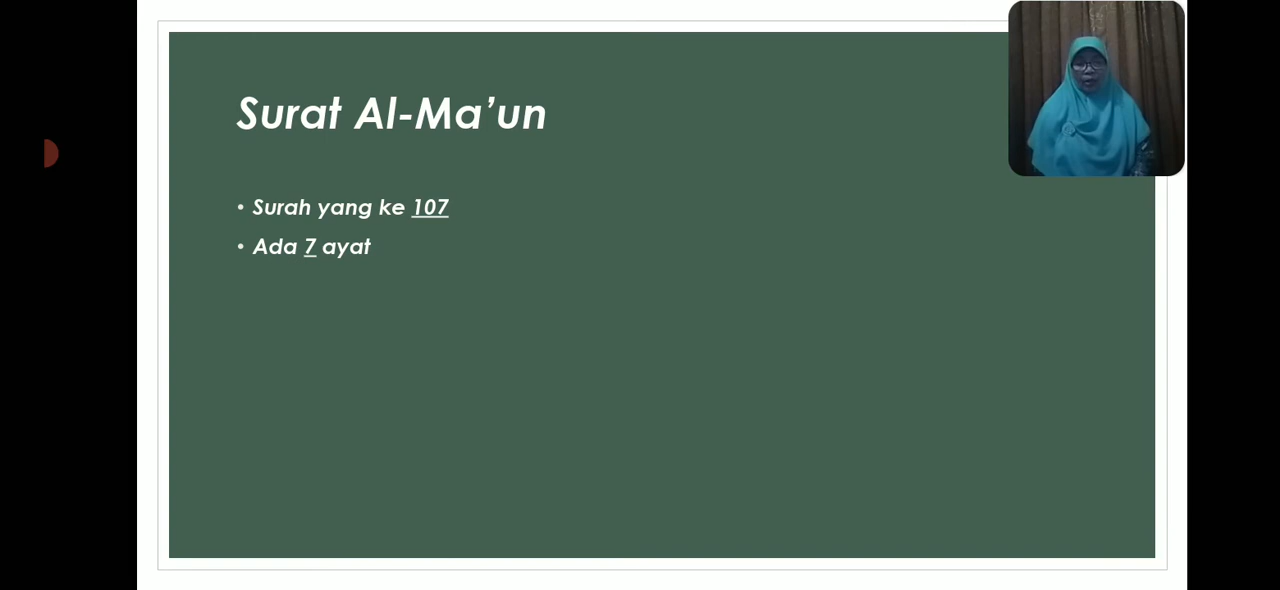 Surat Al-Ma’un
• Surah yang ke 107
• Ada 7 ayat